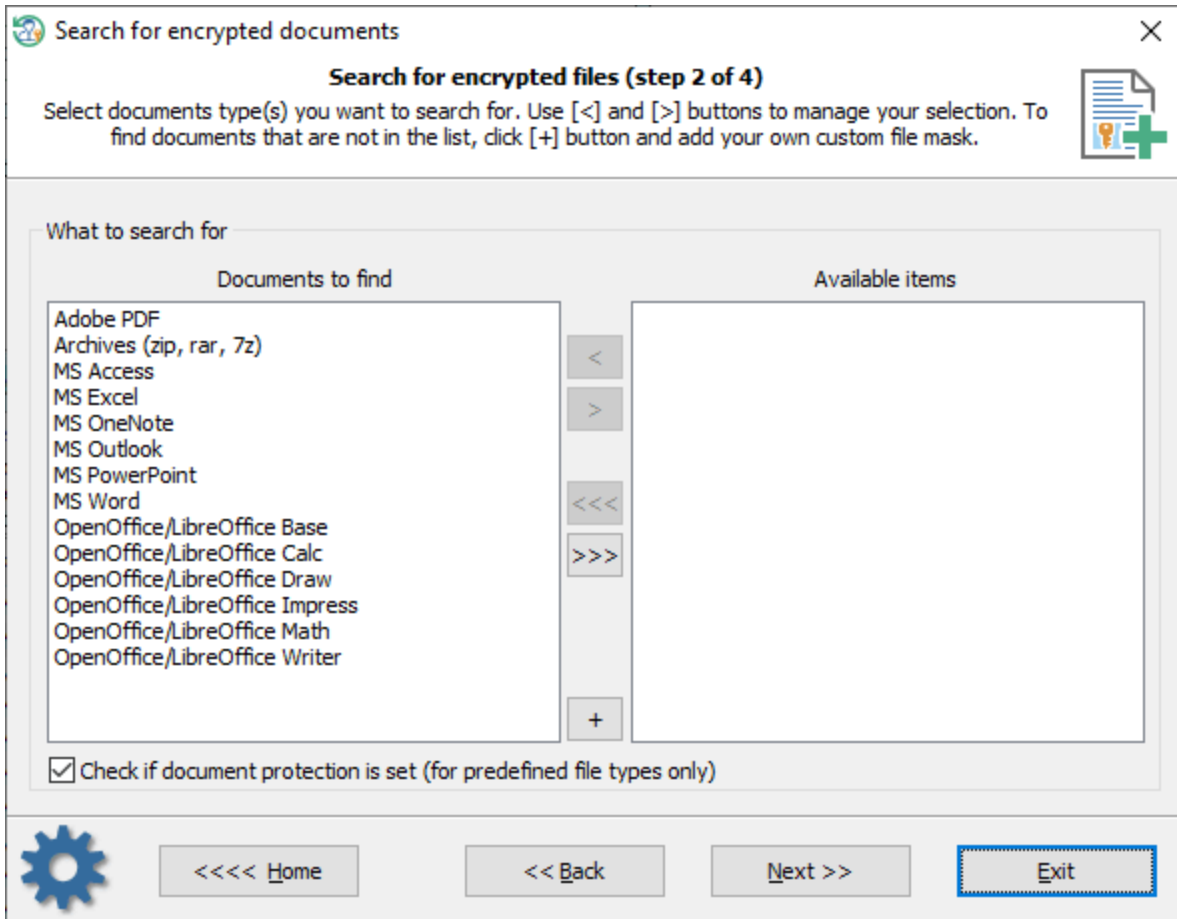 Search for encrypted documents
Search for encrypted files (step 2 of 4)
Select documents type(s) you want to search for. Use [<] and [>] buttons to manage your selection. To
find documents that are not in the list, click [+] button and add your own custom file mask.
What to search for
Documents to find
Available items
Adobe PDF
Archives (zip, rar, 7z)
MS Access
MS Excel
MS OneNote
MS Outlook
MS PowerPoint
MS Word
OpenOffice/LibreOffice Base
OpenOffice/LibreOffice Calc
OpenOffice/LibreOffice Draw
OpenOffice/LibreOffice Impress
OpenOffice/LibreOffice Math
OpenOffice/LibreOffice Writer
<
>
<<<
>>>
+
Check if document protection is set (for predefined file types only)
<<<< Home
<< Back
Next >>
Exit